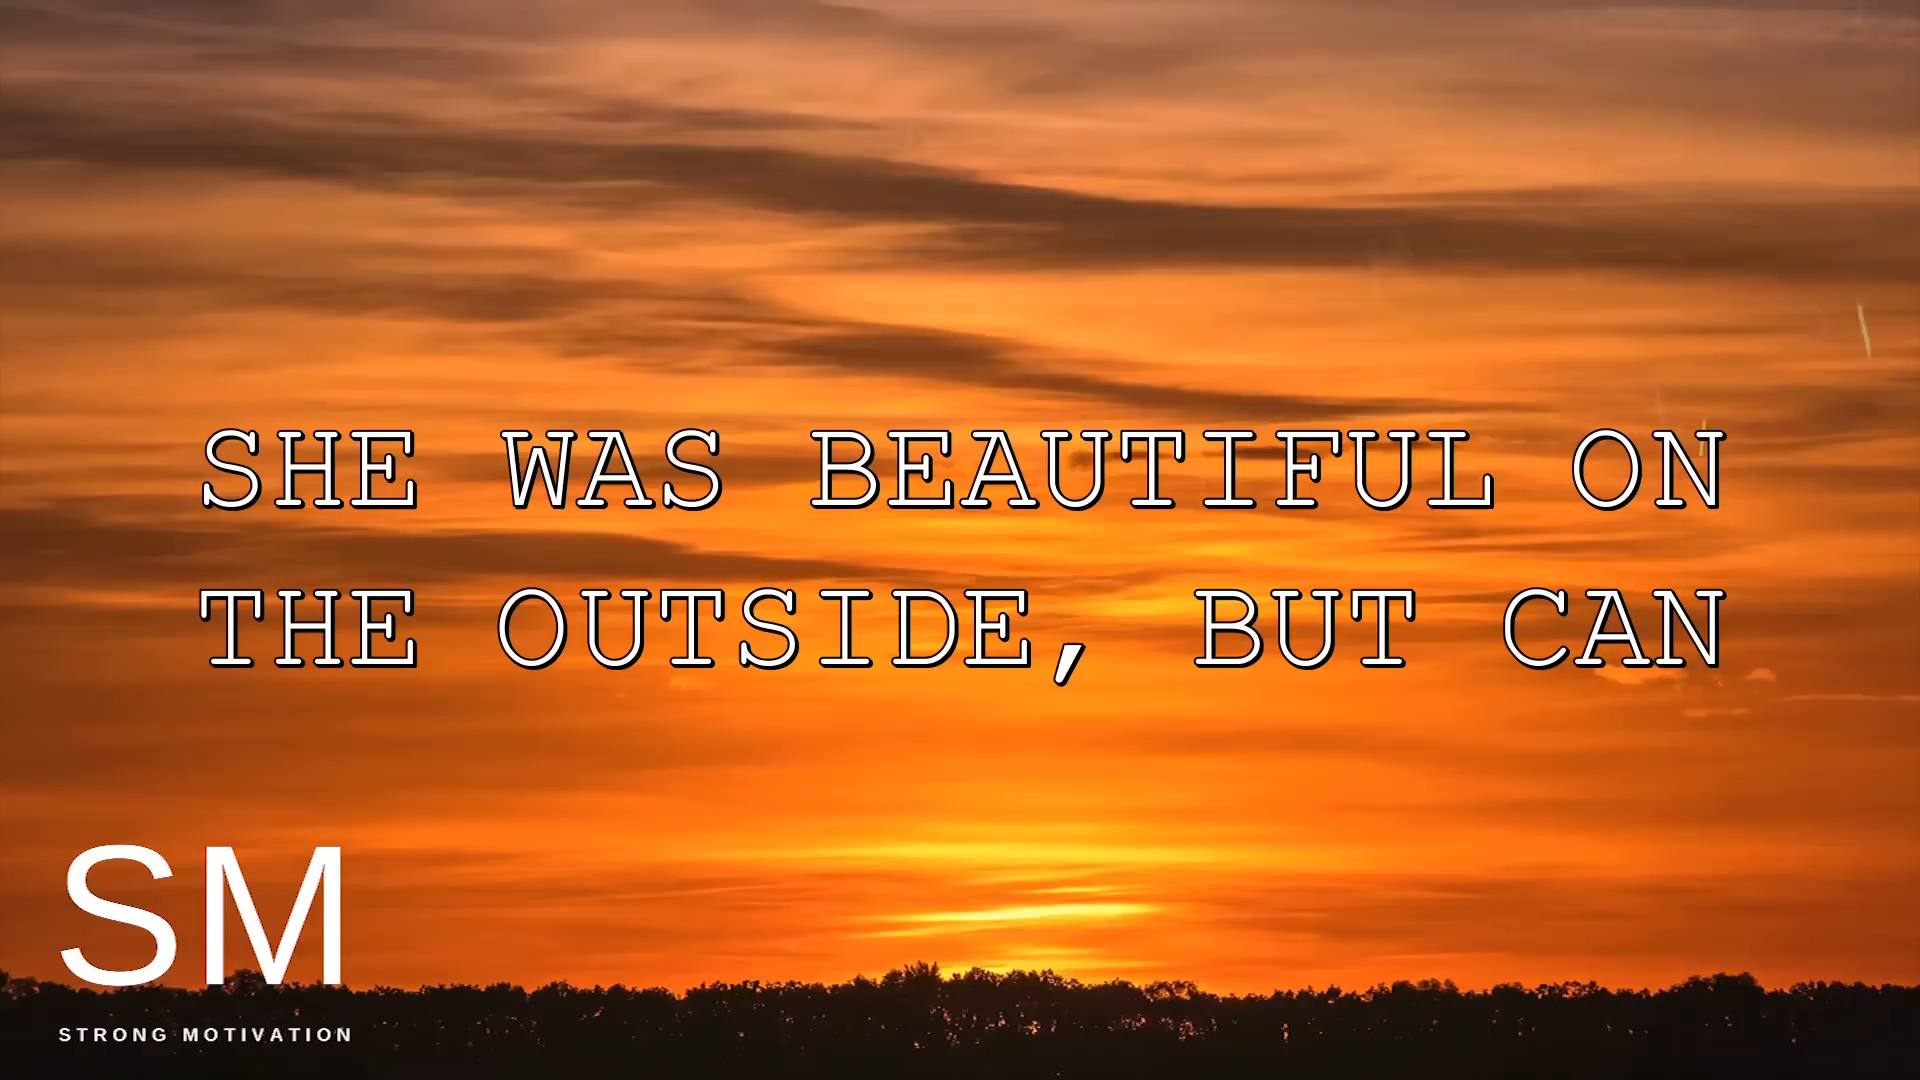 SHE WAS BEAUTIFUL ON
THE OUTSIDE, BUT CAN
SM
STRONG MOTIVATION